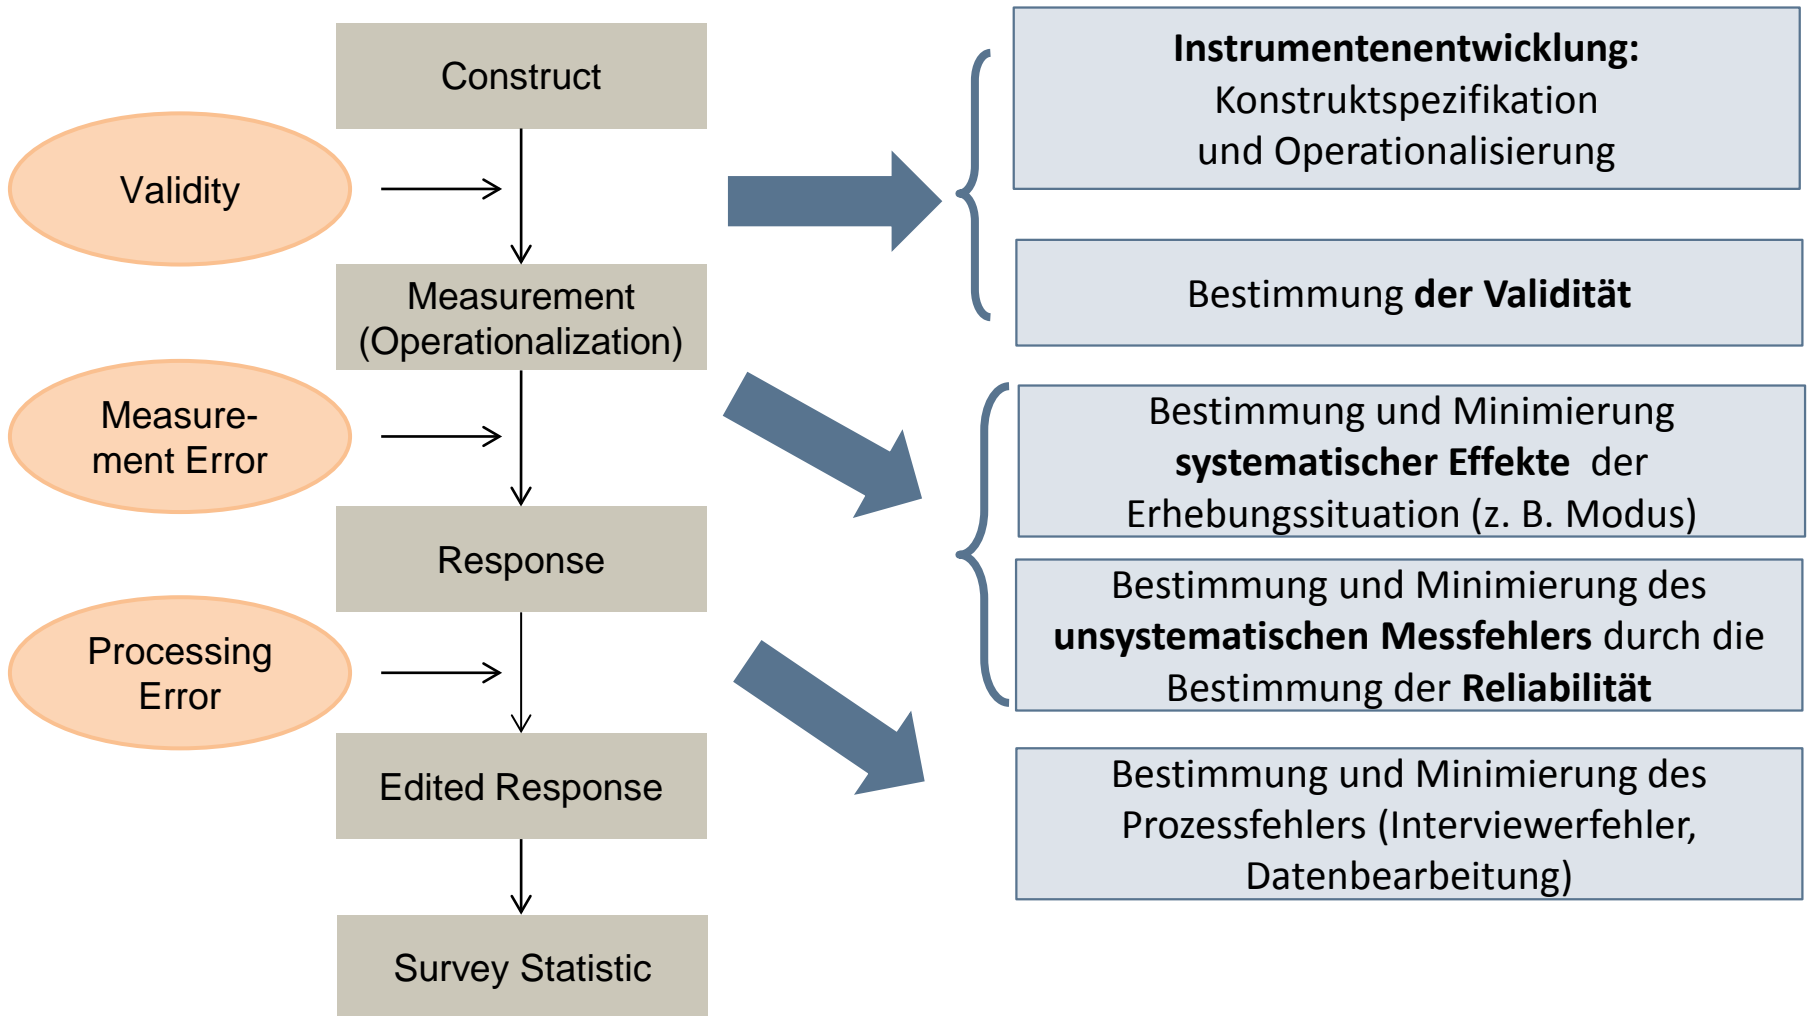 Construct
Validity
Measurement
(Operationalization)
Measure-
ment Error
Response
Processing
Error
Edited Response
Survey Statistic
Instrumentenentwicklung:
Konstruktspezifikation
und Operationalisierung
Bestimmung der Validität
Bestimmung und Minimierung
systematischer Effekte der
Erhebungssituation (z. B. Modus)
Bestimmung und Minimierung des
unsystematischen Messfehlers durch die
Bestimmung der Reliabilität
Bestimmung und Minimierung des
Prozessfehlers (Interviewerfehler,
Datenbearbeitung)